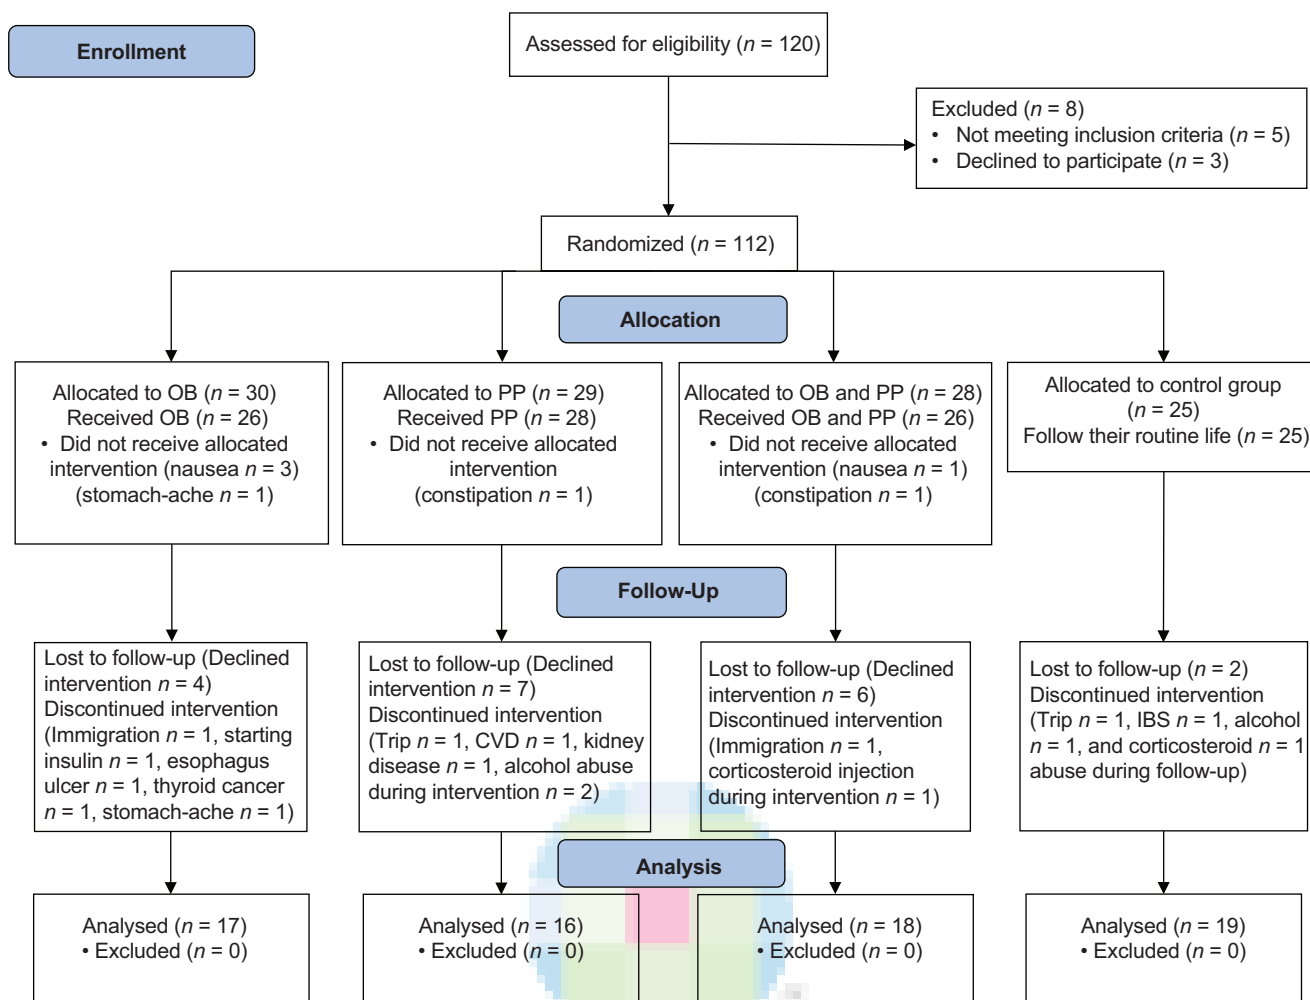 Enrollment
Assessed for eligibility (n = 120)
Excluded (n = 8)
• Not meeting inclusion criteria (n = 5)
• Declined to participate (n = 3)
Randomized (n = 112)
Allocation
Allocated to OB (n = 30)
Received OB (n = 26)
• Did not receive allocated
intervention (nausea n = 3)
(stomach-ache n = 1)
Allocated to PP (n = 29)
Received PP (n = 28)
• Did not receive allocated
intervention
(constipation n = 1)
Allocated to OB and PP (n = 28)
Received OB and PP (n = 26)
• Did not receive allocated
intervention (nausea n = 1)
(constipation n = 1)
Allocated to control group
(n = 25)
Follow their routine life (n = 25)
Follow-Up
Lost to follow-up (Declined
intervention n = 4)
Discontinued intervention
(Immigration n = 1, starting
insulin n = 1, esophagus
ulcer n = 1, thyroid cancer
n = 1, stomach-ache n = 1)
Lost to follow-up (Declined
intervention n = 7)
Discontinued intervention
(Trip n = 1, CVD n = 1, kidney
disease n = 1, alcohol abuse
during intervention n = 2)
Lost to follow-up (Declined
intervention n = 6)
Discontinued intervention
(Immigration n = 1,
corticosteroid injection
during intervention n = 1)
Lost to follow-up (n = 2)
Discontinued intervention
(Trip n = 1, IBS n = 1, alcohol
n = 1, and corticosteroid n = 1
abuse during follow-up)
Analysis
Analysed (n = 17)
• Excluded (n = 0)
Analysed (n = 16)
• Excluded (n = 0)
Analysed (n = 18)
• Excluded (n = 0)
Analysed (n = 19)
• Excluded (n = 0)